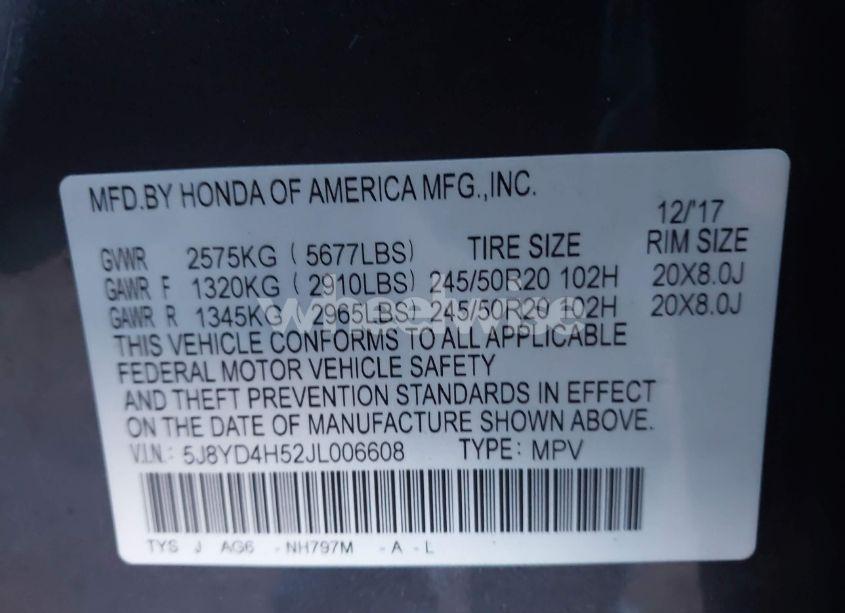 MFD.BY HONDA OF AMERICA MFG.,INC.
12/'17
GVWR 2575KG ( 5677LBS) TIRE SIZE RIM SIZE
GAWR F 1320KG ( 2910LBS) 245/50R20 102H 20X8.0J
GAWR R 1345KG ( 2965LBS) 245/50R20 102H 20X8.0J
wheelwise
THIS VEHICLE CONFORMS TO ALL APPLICABLE
FEDERAL MOTOR VEHICLE SAFETY
AND THEFT PREVENTION STANDARDS IN EFFECT
ON THE DATE OF MANUFACTURE SHOWN ABOVE.
V.I.N.: 5J8YD4H52JL006608 TYPE: MPV
TYS J AG6 -NH797M -A -L